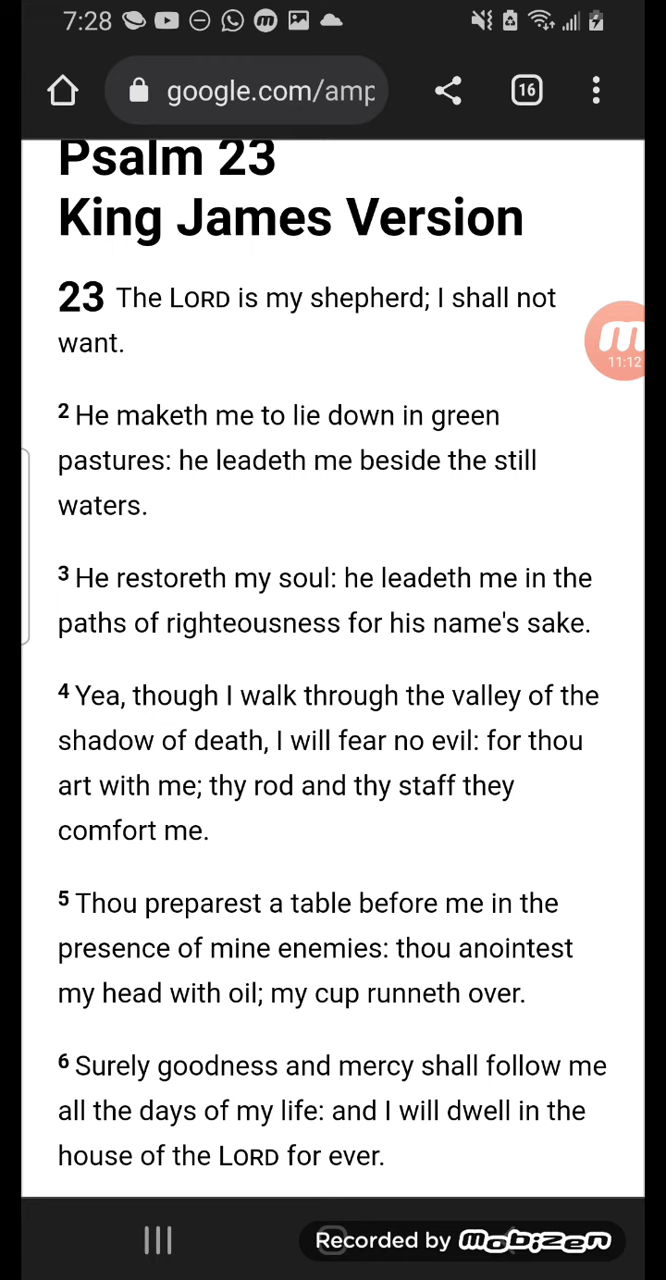 7:28
google.com/amp
16
Psalm 23
King James Version
23 The LORD is my shepherd; I shall not
want.
m
11:12
2 He maketh me to lie down in green
pastures: he leadeth me beside the still
waters.
3 He restoreth my soul: he leadeth me in the
paths of righteousness for his name's sake.
4 Yea, though I walk through the valley of the
shadow of death, I will fear no evil: for thou
art with me; thy rod and thy staff they
comfort me.
5 Thou preparest a table before me in the
presence of mine enemies: thou anointest
my head with oil; my cup runneth over.
6 Surely goodness and mercy shall follow me
all the days of my life: and I will dwell in the
house of the LORD for ever.
Recorded by Mobizen